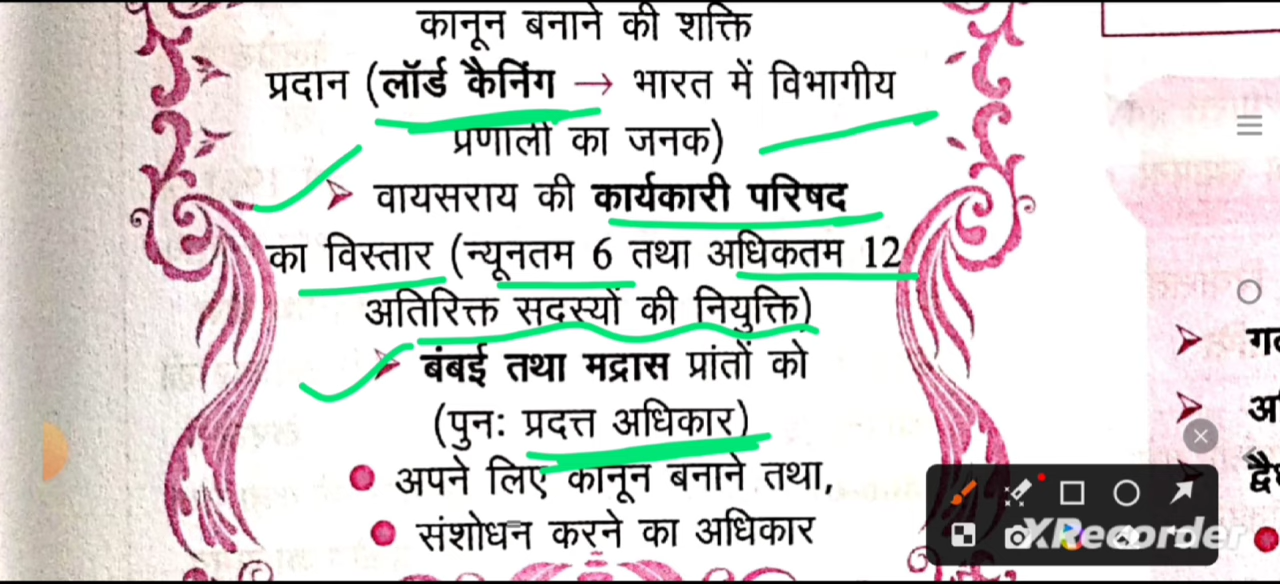 कानून बनाने की शक्ति
प्रदान (लॉर्ड कैनिंग → भारत में विभागीय
प्रणाली का जनक)
➤ वायसराय की कार्यकारी परिषद
का विस्तार (न्यूनतम 6 तथा अधिकतम 12
अतिरिक्त सदस्यों की नियुक्ति)
➤ बंबई तथा मद्रास प्रांतों को
(पुनः प्रदत्त अधिकार)
● अपने लिए कानून बनाने तथा,
● संशोधन करने का अधिकार
XRecorder